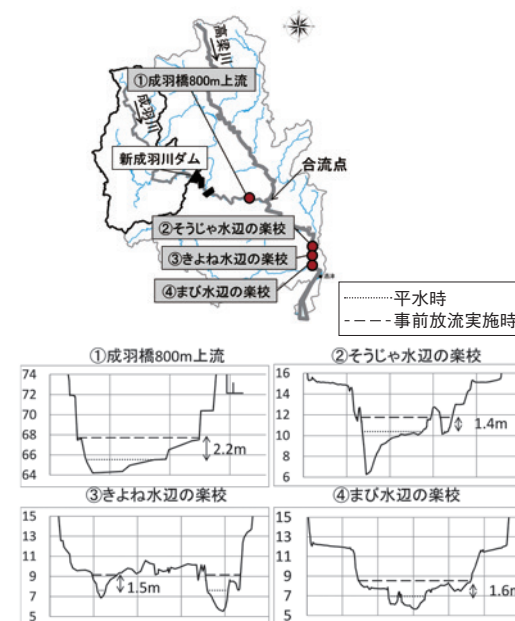 高梁川
①成羽橋800m上流
成羽川
新成羽川ダム
合流点
②そうじゃ水辺の楽校
③きよね水辺の楽校
④まび水辺の楽校
平水時
事前放流実施時
①成羽橋800m上流
74
72
70
68
66
64
2.2m
②そうじゃ水辺の楽校
16
14
12
10
8
6
1.4m
③きよね水辺の楽校
15
13
11
9
7
5
1.5m
④まび水辺の楽校
15
13
11
9
7
5
1.6m